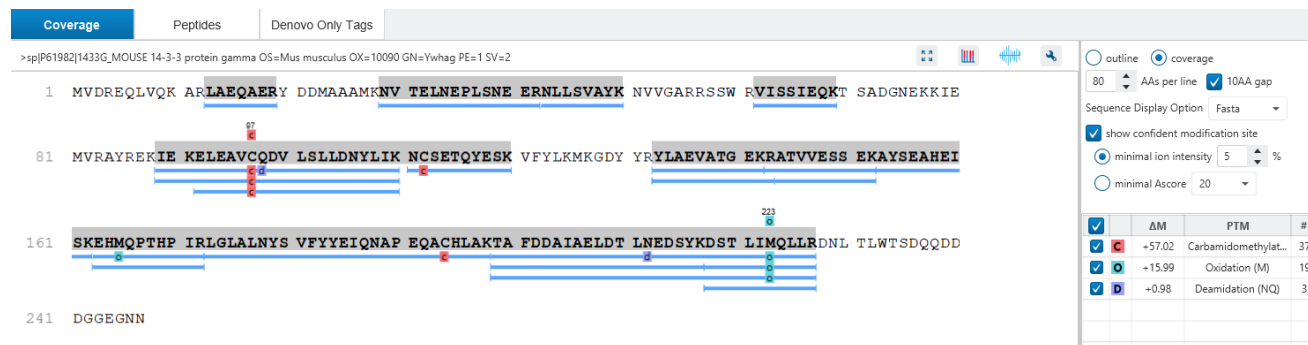 Coverage Peptides Denovo Only Tags
>sp|P61982|1433G_MOUSE 14-3-3 protein gamma OS=Mus musculus OX=10090 GN=Ywhag PE=1 SV=2
1 MVDREQLVQK ARLAEQAERY DDMAAAMKNV TELNEPLSNE ERNLLSVAYK NVVGARRSSW RVISSIEQKT SADGNEKKIE
97
c
81 MVRAYREKIE KELEAVCQDV LSLLDNYLIK NCSETQYESK VFYLKMKGDY YRYLAEVATG EKRATVVESS EKAYSEAHEI
c d c
c
c
223
o
161 SKEHMQPTHP IRLGLALNYS VFYYEIQNAP EQACHLAKTA FDDAIAELDT LNEDSYKDST LIMQLLRDNL TLWTSDQQDD
o c d o
o
o
o
241 DGGEGNN
outline coverage
80 AAs per line 10AA gap
Sequence Display Option Fasta
show confident modification site
minimal ion intensity 5 %
minimal Ascore 20
ΔM PTM #
C +57.02 Carbamidomethylat... 37
O +15.99 Oxidation (M) 19
D +0.98 Deamidation (NQ) 3